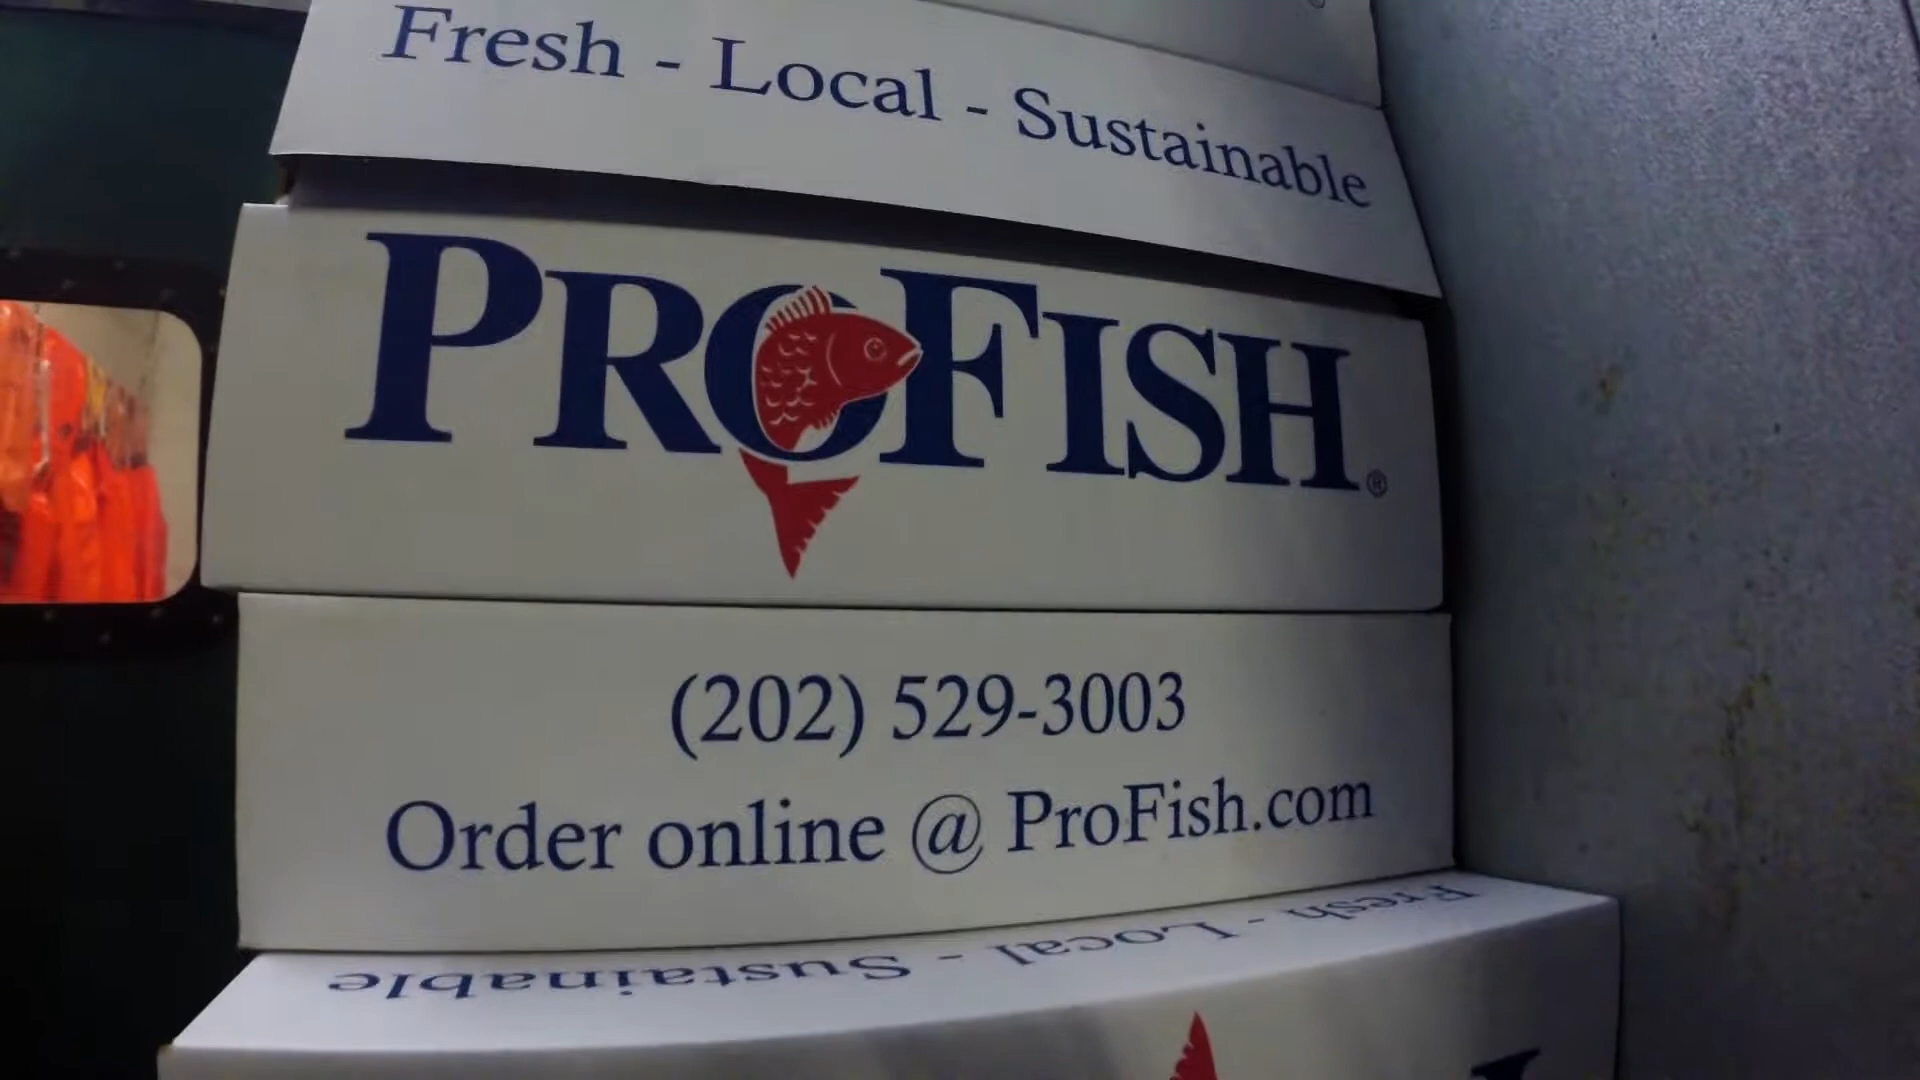 Fresh - Local - Sustainable
PROFISH®
(202) 529-3003
Order online @ ProFish.com
Fresh - Local - Sustainable